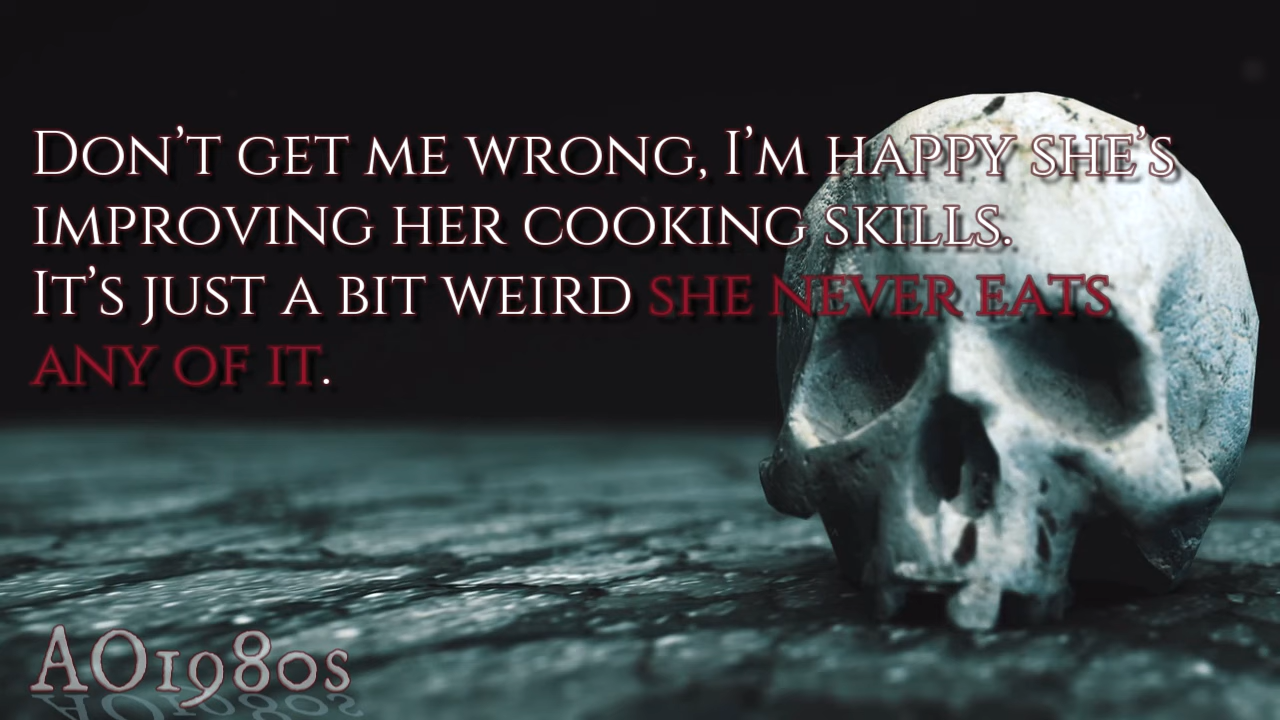 Don’t get me wrong, I’m happy she’s
improving her cooking skills.
It’s just a bit weird she never eats
any of it.
AO1980s